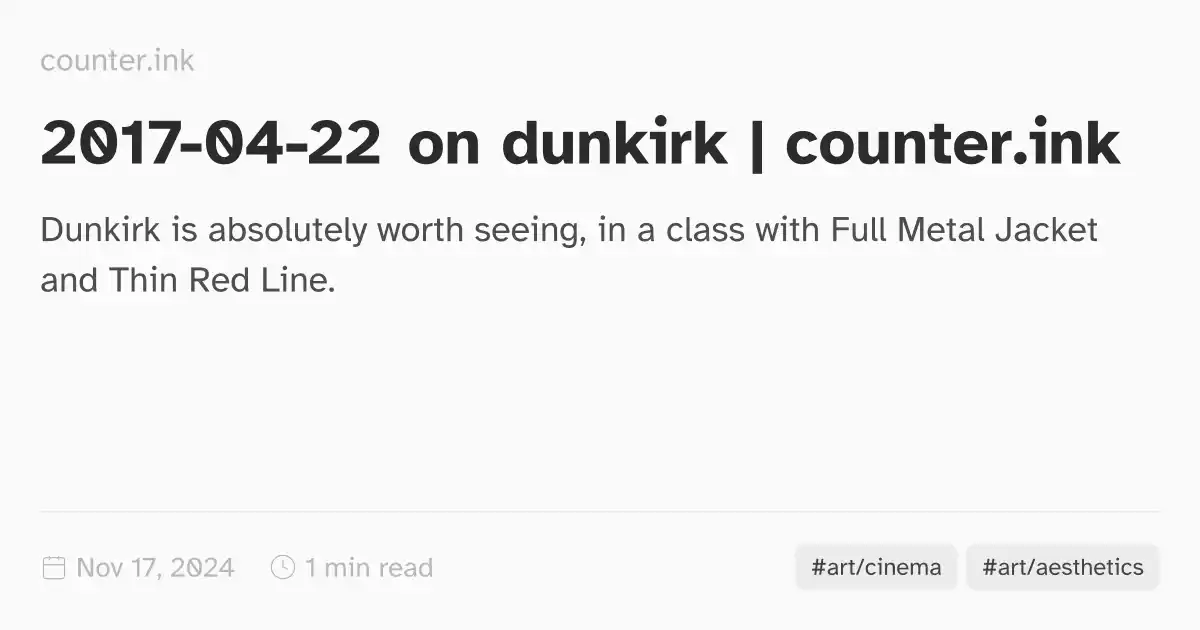 counter.ink
2017-04-22 on dunkirk | counter.ink
Dunkirk is absolutely worth seeing, in a class with Full Metal Jacket
and Thin Red Line.
Nov 17, 2024 1 min read #art/cinema #art/aesthetics